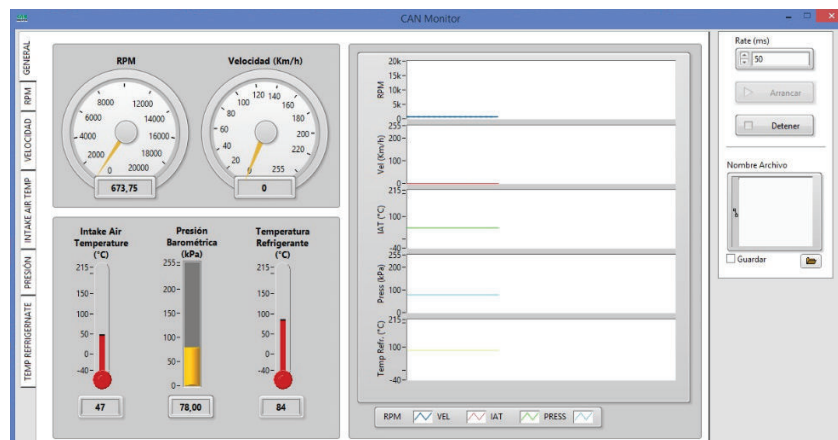 CAN Monitor
GENERAL
RPM
VELOCIDAD
INTAKE AIR TEMP
PRESIÓN
TEMP REFRIGERNATE
RPM
0
2000
4000
6000
8000
12000
14000
16000
18000
20000
673,75
Velocidad (Km/h)
0
20
40
60
80
100
120 140
160
180
200
220
255
0
Intake Air
Temperature
(°C)
215
150
100
50
0
-40
47
Presión
Barométrica
(kPa)
255
200
150
100
50
0
78,00
Temperatura
Refrigerante
(°C)
215
150
100
50
0
-40
84
RPM
20k
15k
10k
5k
0
Vel (Km/h)
255
200
100
0
IAT (°C)
215
100
-40
Press (kPa)
255
200
100
0
Temp Refr. (°C)
215
100
-40
RPM VEL IAT PRESS
Rate (ms)
50
Arrancar
Detener
Nombre Archivo
Guardar